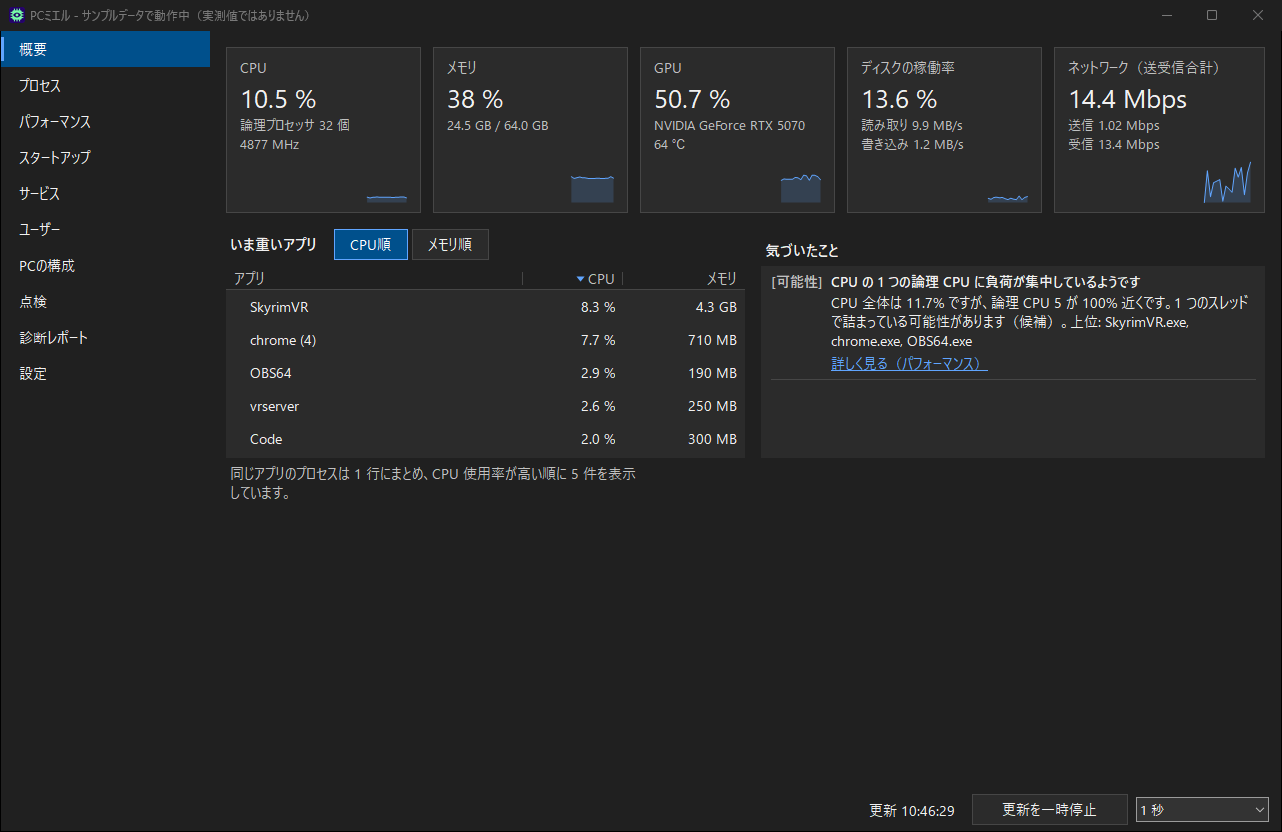 PCミエル - サンプルデータで動作中（実測値ではありません）
概要
プロセス
パフォーマンス
スタートアップ
サービス
ユーザー
PCの構成
点検
診断レポート
設定
CPU
10.5 %
論理プロセッサ 32 個
4877 MHz
メモリ
38 %
24.5 GB / 64.0 GB
GPU
50.7 %
NVIDIA GeForce RTX 5070
64 °C
ディスクの稼働率
13.6 %
読み取り 9.9 MB/s
書き込み 1.2 MB/s
ネットワーク（送受信合計）
14.4 Mbps
送信 1.02 Mbps
受信 13.4 Mbps
いま重いアプリ CPU順 メモリ順
アプリ CPU メモリ
SkyrimVR 8.3 % 4.3 GB
chrome (4) 7.7 % 710 MB
OBS64 2.9 % 190 MB
vrserver 2.6 % 250 MB
Code 2.0 % 300 MB
同じアプリのプロセスは 1 行にまとめ、CPU 使用率が高い順に 5 件を表示
しています。
気づいたこと
[可能性] CPU の 1 つの論理 CPU に負荷が集中しているようです
CPU 全体は 11.7% ですが、論理 CPU 5 が 100% 近くです。1 つのスレッド
で詰まっている可能性があります（候補）。上位: SkyrimVR.exe,
chrome.exe, OBS64.exe
詳しく見る（パフォーマンス）
更新 10:46:29 更新を一時停止 1 秒